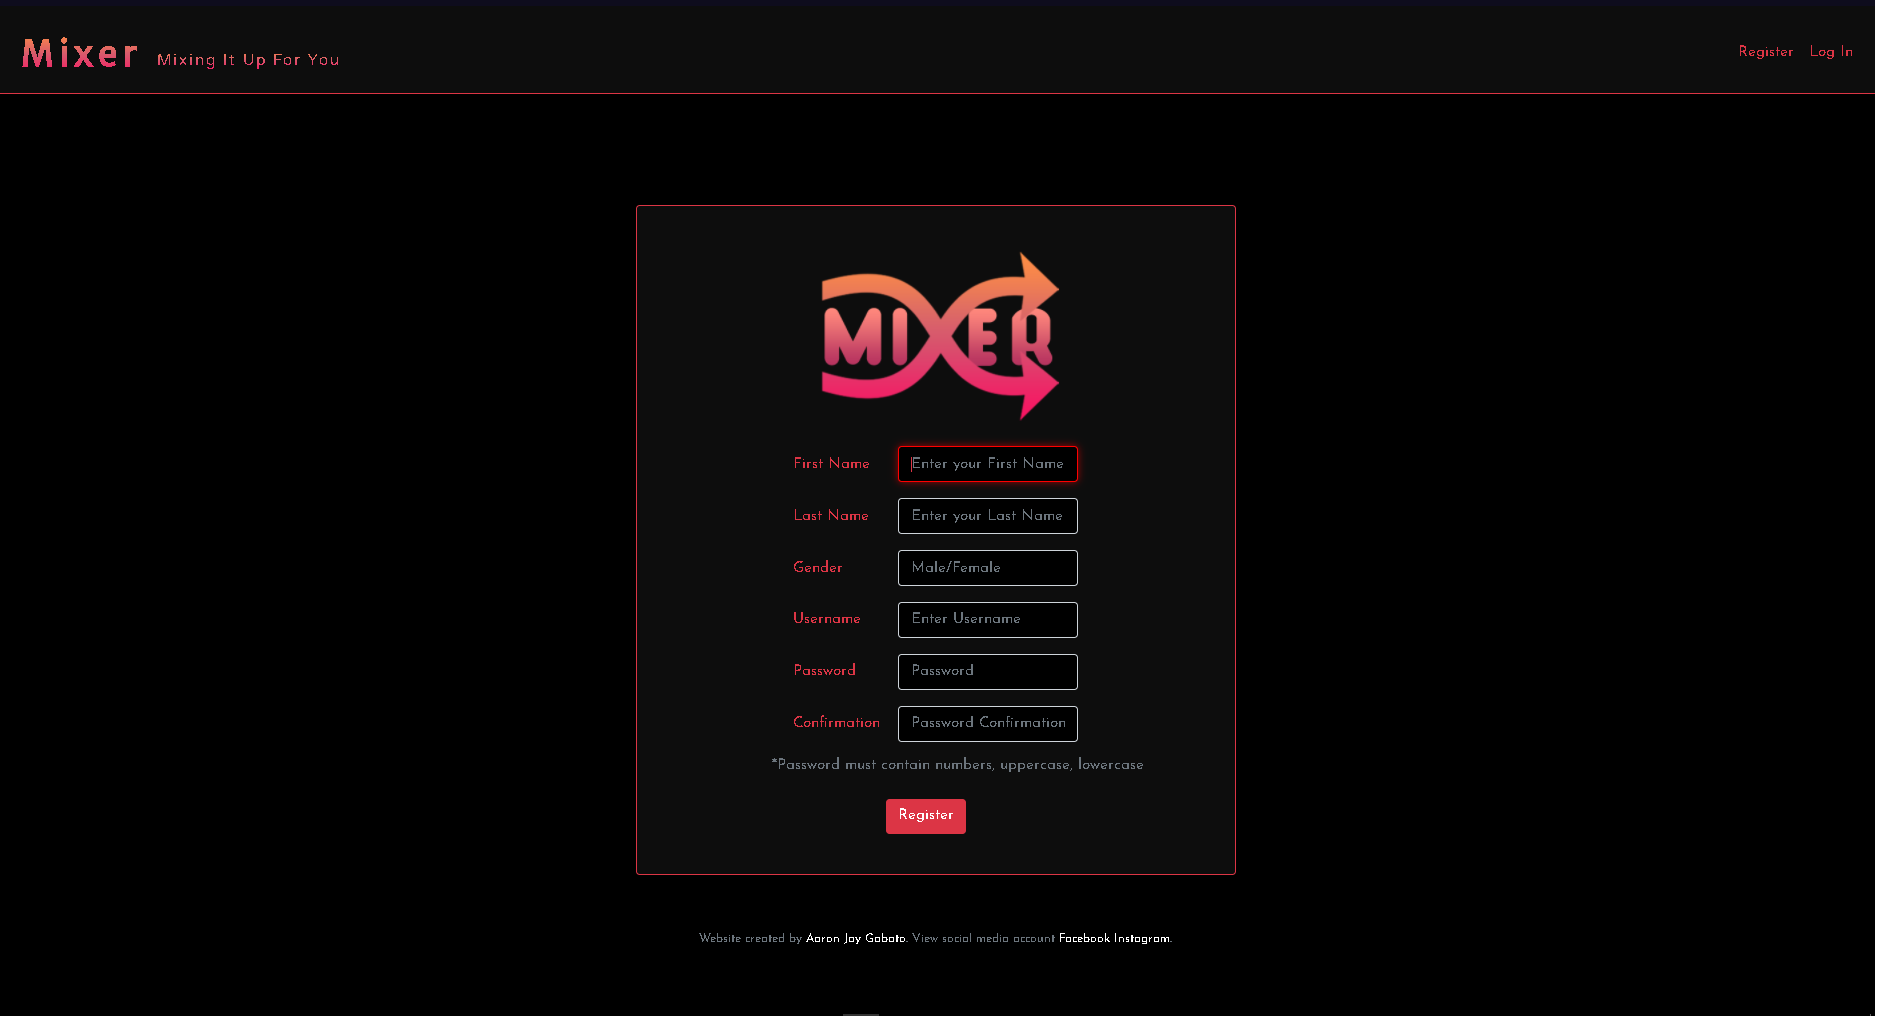 Mixer Mixing It Up For You
Register Log In
MIXER
First Name Enter your First Name
Last Name Enter your Last Name
Gender Male/Female
Username Enter Username
Password Password
Confirmation Password Confirmation
*Password must contain numbers, uppercase, lowercase
Register
Website created by Aaron Jay Gabato. View social media account Facebook Instagram.